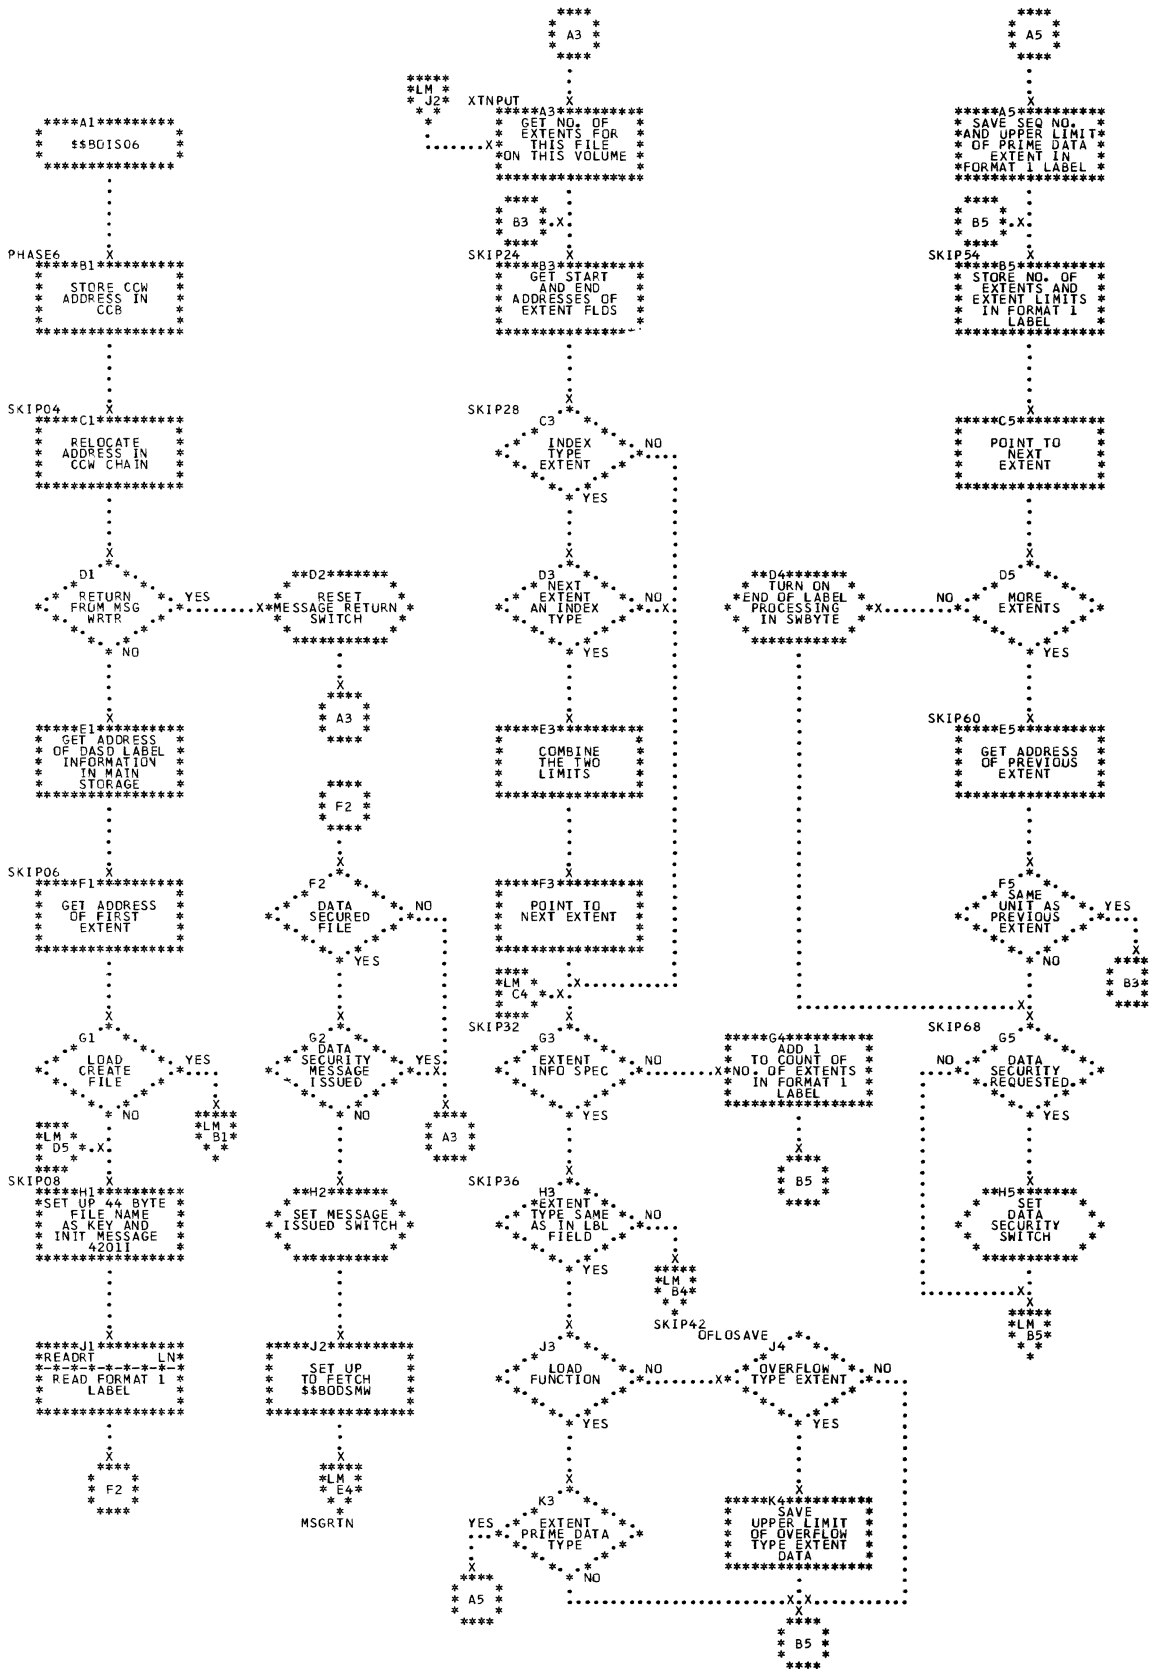 A1
$$BOIS06
PHASE6
B1
STORE CCW
ADDRESS IN
CCB
SKIP04
C1
RELOCATE
ADDRESS IN
CCW CHAIN
D1
RETURN
FROM MSG
WRTR
YES
NO
E1
GET ADDRESS
OF DASD LABEL
INFORMATION
IN MAIN
STORAGE
SKIP06
F1
GET ADDRESS
OF FIRST
EXTENT
G1
LOAD
CREATE
FILE
YES
NO
LM
B1
LM
D5
SKIP08
H1
SET UP 44 BYTE
FILE NAME
AS KEY AND
INIT MESSAGE
4201I
J1
READRT LN
READ FORMAT 1
LABEL
F2
D2
RESET
MESSAGE RETURN
SWITCH
A3
F2
F2
DATA
SECURED
FILE
NO
YES
G2
DATA
SECURITY
MESSAGE
ISSUED
YES
NO
A3
H2
SET MESSAGE
ISSUED SWITCH
J2
SET UP
TO FETCH
$$BODSMW
LM
E4
MSGRTN
A3
LM
J2
XTNPUT
A3
GET NO. OF
EXTENTS FOR
THIS FILE
ON THIS VOLUME
B3
SKIP24
B3
GET START
AND END
ADDRESSES OF
EXTENT FLDS
SKIP28
C3
INDEX
TYPE
EXTENT
NO
YES
D3
NEXT
EXTENT
AN INDEX
TYPE
NO
YES
E3
COMBINE
THE TWO
LIMITS
F3
POINT TO
NEXT EXTENT
LM
C4
SKIP32
G3
EXTENT
INFO SPEC
NO
YES
SKIP36
H3
EXTENT
TYPE SAME
AS IN LBL
FIELD
NO
YES
LM
B4
SKIP42
J3
LOAD
FUNCTION
NO
YES
K3
EXTENT
PRIME DATA
TYPE
YES
NO
A5
D4
TURN ON
END OF LABEL
PROCESSING
IN SWBYTE
G4
ADD 1
TO COUNT OF
NO. OF EXTENTS
IN FORMAT 1
LABEL
B5
OFLOSAVE
J4
OVERFLOW
TYPE EXTENT
NO
YES
K4
SAVE
UPPER LIMIT
OF OVERFLOW
TYPE EXTENT
DATA
B5
A5
A5
SAVE SEQ NO.
AND UPPER LIMIT
OF PRIME DATA
EXTENT IN
FORMAT 1 LABEL
B5
SKIP54
B5
STORE NO. OF
EXTENTS AND
EXTENT LIMITS
IN FORMAT 1
LABEL
C5
POINT TO
NEXT
EXTENT
D5
MORE
EXTENTS
NO
YES
SKIP60
E5
GET ADDRESS
OF PREVIOUS
EXTENT
F5
SAME
UNIT AS
PREVIOUS
EXTENT
YES
NO
B3
SKIP68
G5
DATA
SECURITY
REQUESTED
NO
YES
H5
SET
DATA
SECURITY
SWITCH
LM
B5